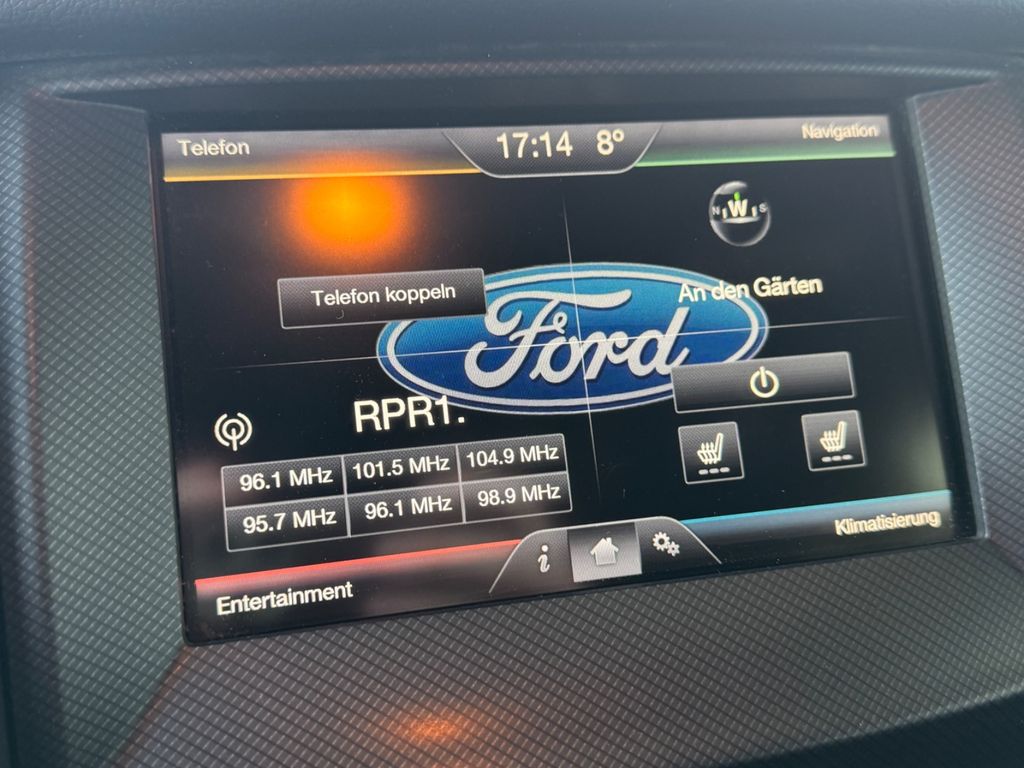 Telefon
17:14 8°
Navigation
N W S
Telefon koppeln
An den Gärten
Ford
RPR1.
96.1 MHz 101.5 MHz 104.9 MHz
95.7 MHz 96.1 MHz 98.9 MHz
Entertainment
i
Klimatisierung